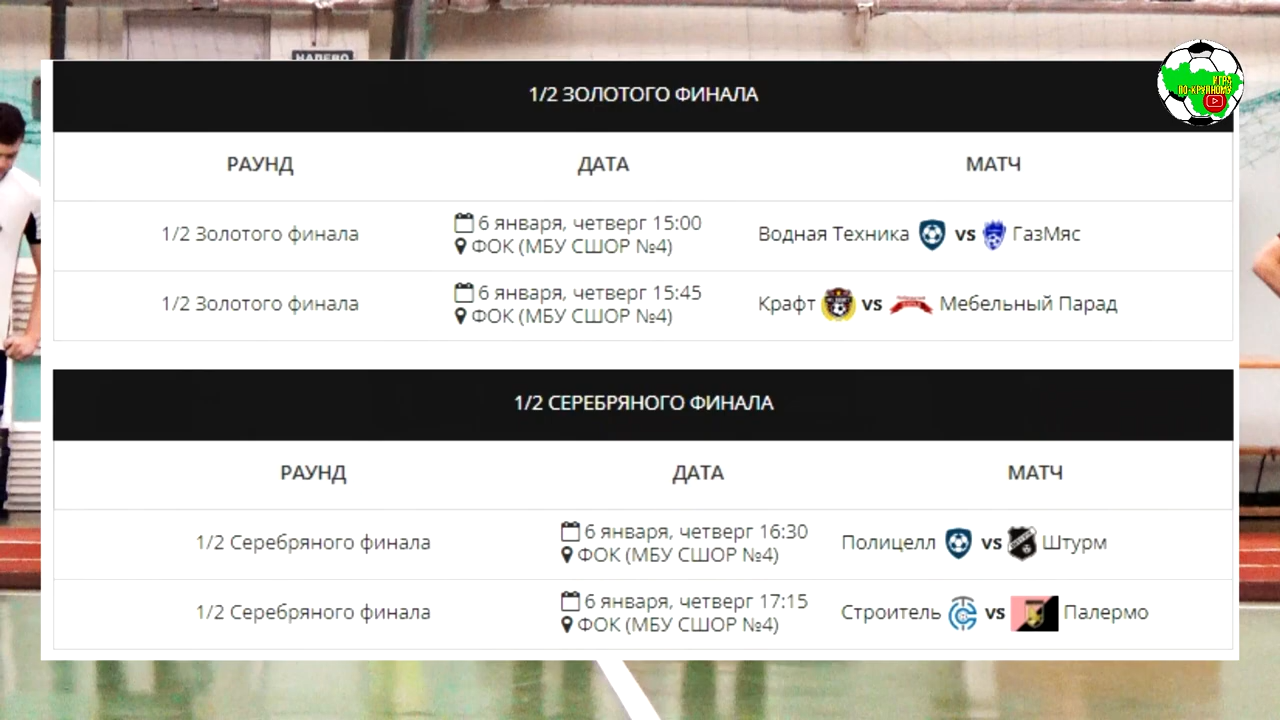 НАЛЕВО
ИГРА
ПО-КРУПНОМУ
1/2 ЗОЛОТОГО ФИНАЛА
РАУНД ДАТА МАТЧ
1/2 Золотого финала 6 января, четверг 15:00 Водная Техника vs ГазМяс
ФОК (МБУ СШОР №4)
1/2 Золотого финала 6 января, четверг 15:45 Крафт vs Мебельный Парад
ФОК (МБУ СШОР №4)
1/2 СЕРЕБРЯНОГО ФИНАЛА
РАУНД ДАТА МАТЧ
1/2 Серебряного финала 6 января, четверг 16:30 Полицелл vs Штурм
ФОК (МБУ СШОР №4)
1/2 Серебряного финала 6 января, четверг 17:15 Строитель vs Палермо
ФОК (МБУ СШОР №4)